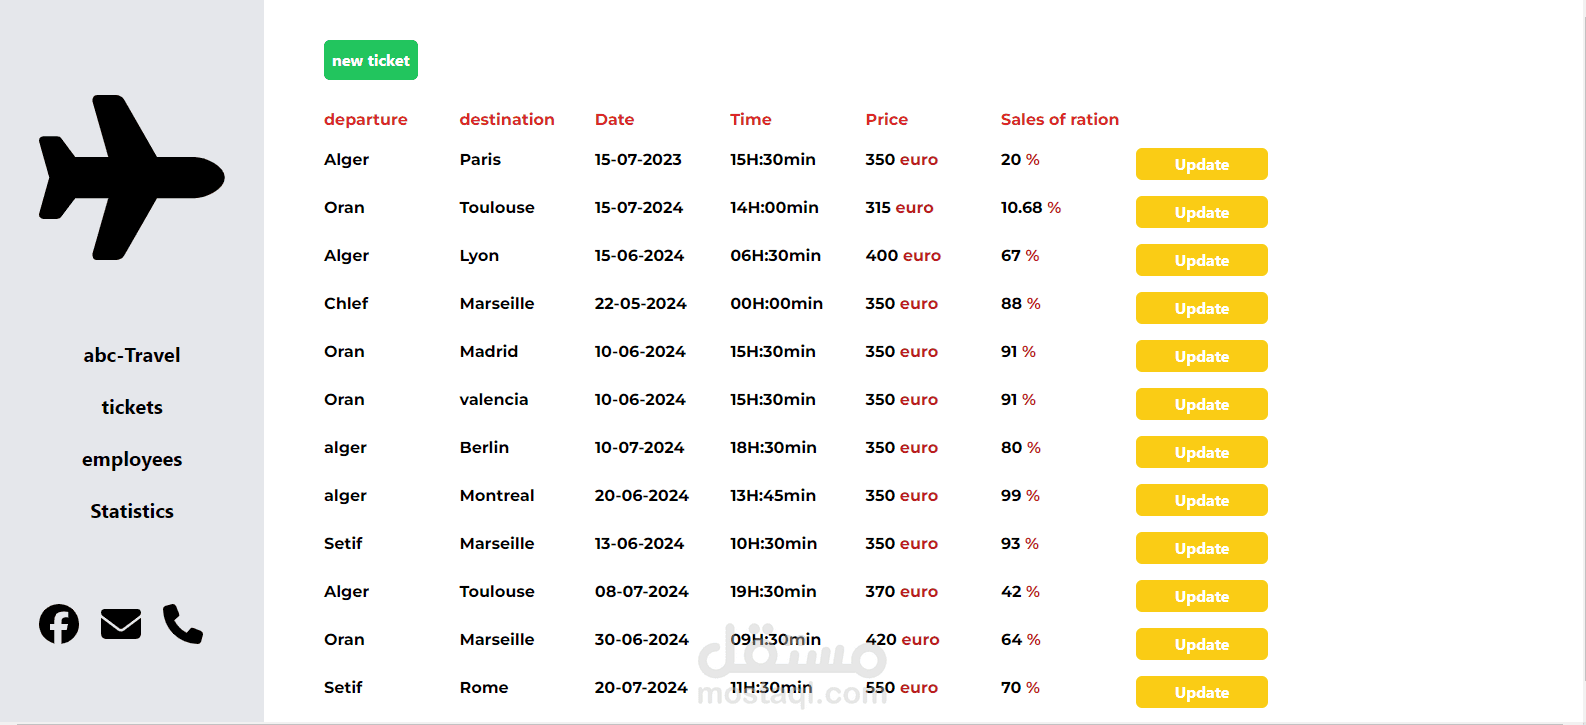 new ticket
departure destination Date Time Price Sales of ration
Alger Paris 15-07-2023 15H:30min 350 euro 20 % Update
Oran Toulouse 15-07-2024 14H:00min 315 euro 10.68 % Update
Alger Lyon 15-06-2024 06H:30min 400 euro 67 % Update
Chlef Marseille 22-05-2024 00H:00min 350 euro 88 % Update
Oran Madrid 10-06-2024 15H:30min 350 euro 91 % Update
Oran valencia 10-06-2024 15H:30min 350 euro 91 % Update
alger Berlin 10-07-2024 18H:30min 350 euro 80 % Update
alger Montreal 20-06-2024 13H:45min 350 euro 99 % Update
Setif Marseille 13-06-2024 10H:30min 350 euro 93 % Update
Alger Toulouse 08-07-2024 19H:30min 370 euro 42 % Update
Oran Marseille 30-06-2024 09H:30min 420 euro 64 % Update
Setif Rome 20-07-2024 11H:30min 550 euro 70 % Update
abc-Travel
tickets
employees
Statistics
مستقل
mostaql.com